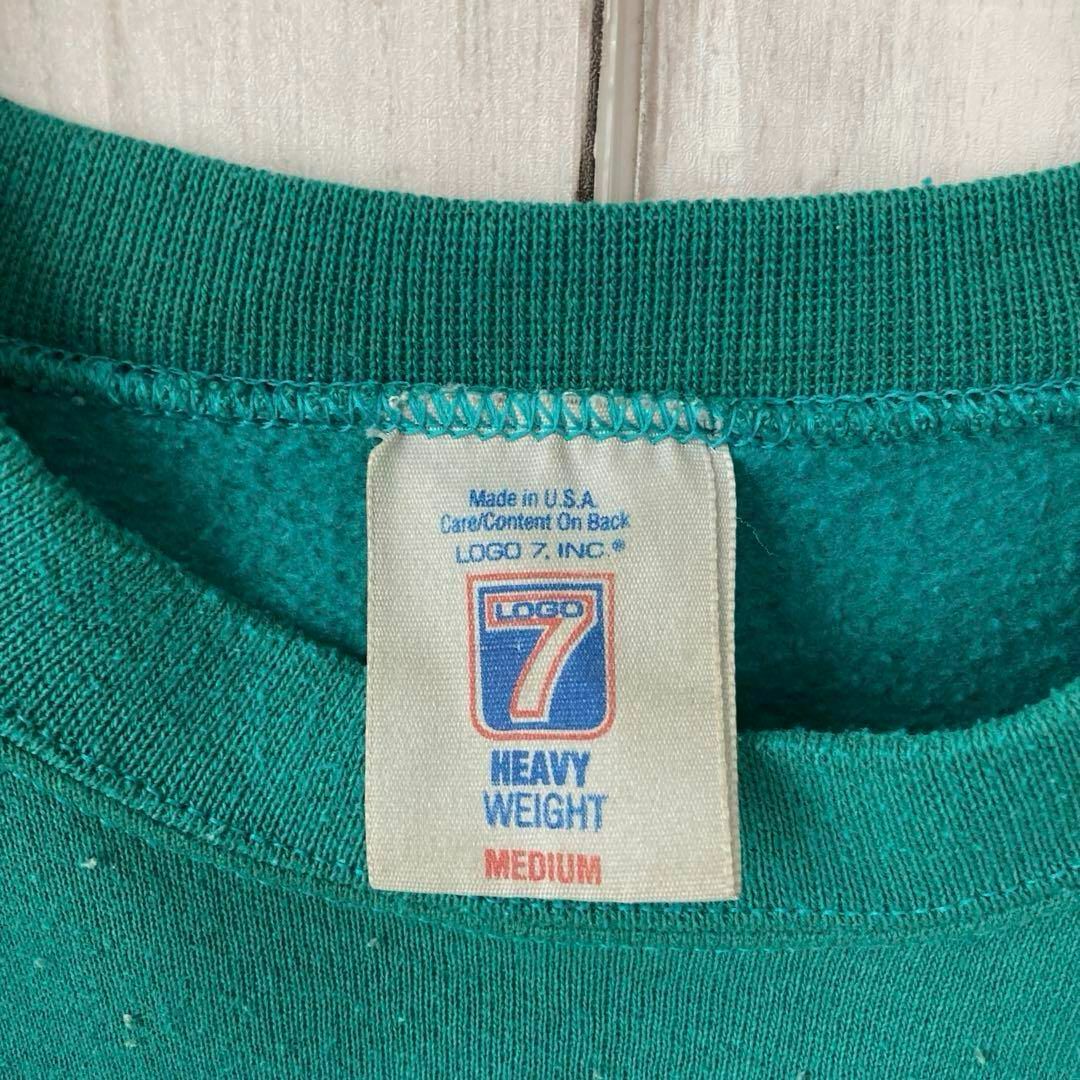 Made in U.S.A.
Care/Content On Back
LOGO 7, INC.®
LOGO
7
HEAVY
WEIGHT
MEDIUM